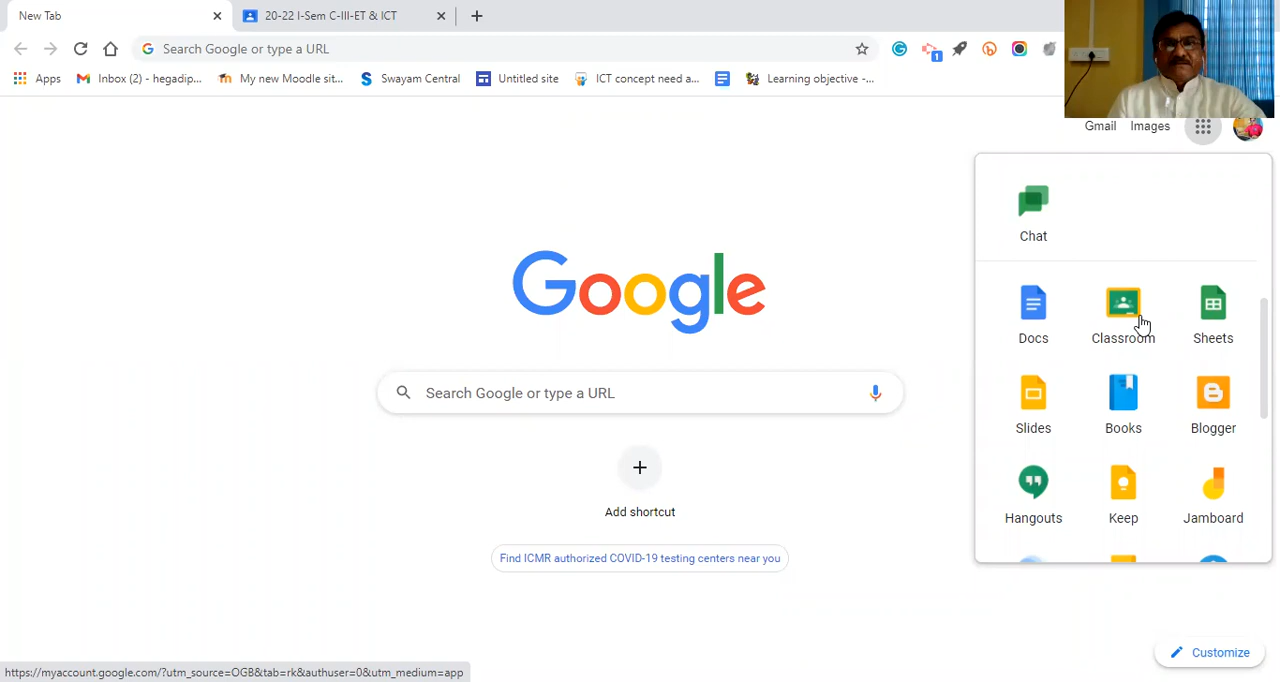 New Tab
20-22 I-Sem C-III-ET & ICT
Search Google or type a URL
1
Apps
Inbox (2) - hegadip...
My new Moodle sit...
Swayam Central
Untitled site
ICT concept need a...
Learning objective -...
Gmail
Images
Chat
Google
Docs
Classroom
Sheets
Search Google or type a URL
Slides
Books
Blogger
Add shortcut
Hangouts
Keep
Jamboard
Find ICMR authorized COVID-19 testing centers near you
Customize
https://myaccount.google.com/?utm_source=OGB&tab=rk&authuser=0&utm_medium=app